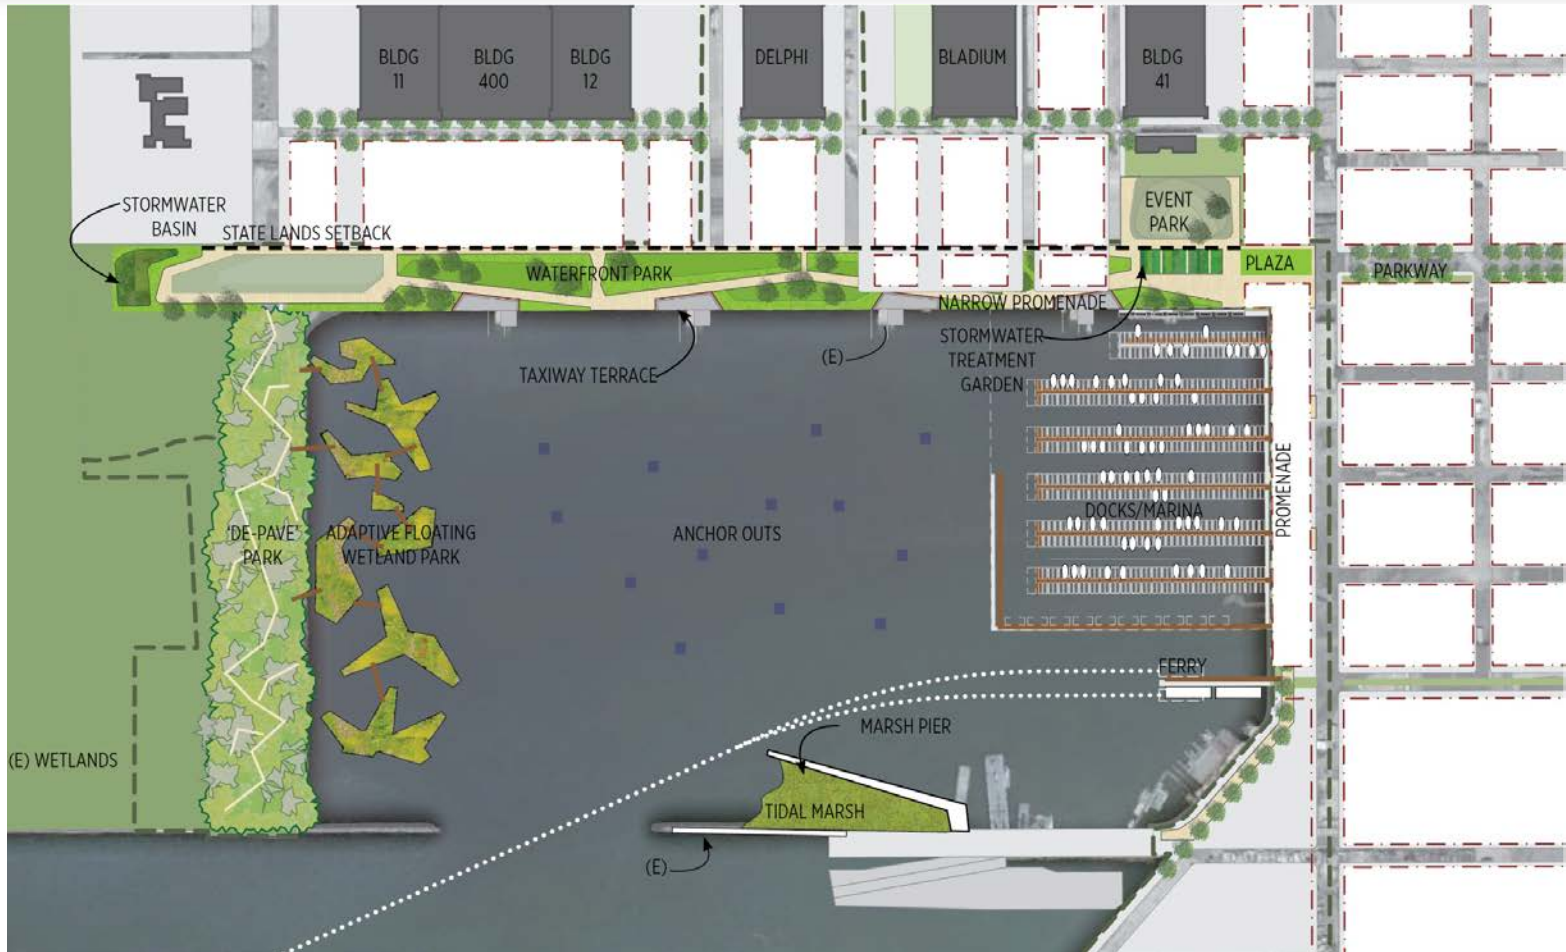 BLDG
11
BLDG
400
BLDG
12
DELPHI
BLADIUM
BLDG
41
STORMWATER
BASIN
STATE LANDS SETBACK
EVENT
PARK
WATERFRONT PARK
PLAZA
PARKWAY
NARROW PROMENADE
STORMWATER
TREATMENT
GARDEN
(E)
TAXIWAY TERRACE
PROMENADE
DOCKS/MARINA
'DE-PAVE'
PARK
ADAPTIVE FLOATING
WETLAND PARK
ANCHOR OUTS
FERRY
MARSH PIER
(E) WETLANDS
TIDAL MARSH
(E)